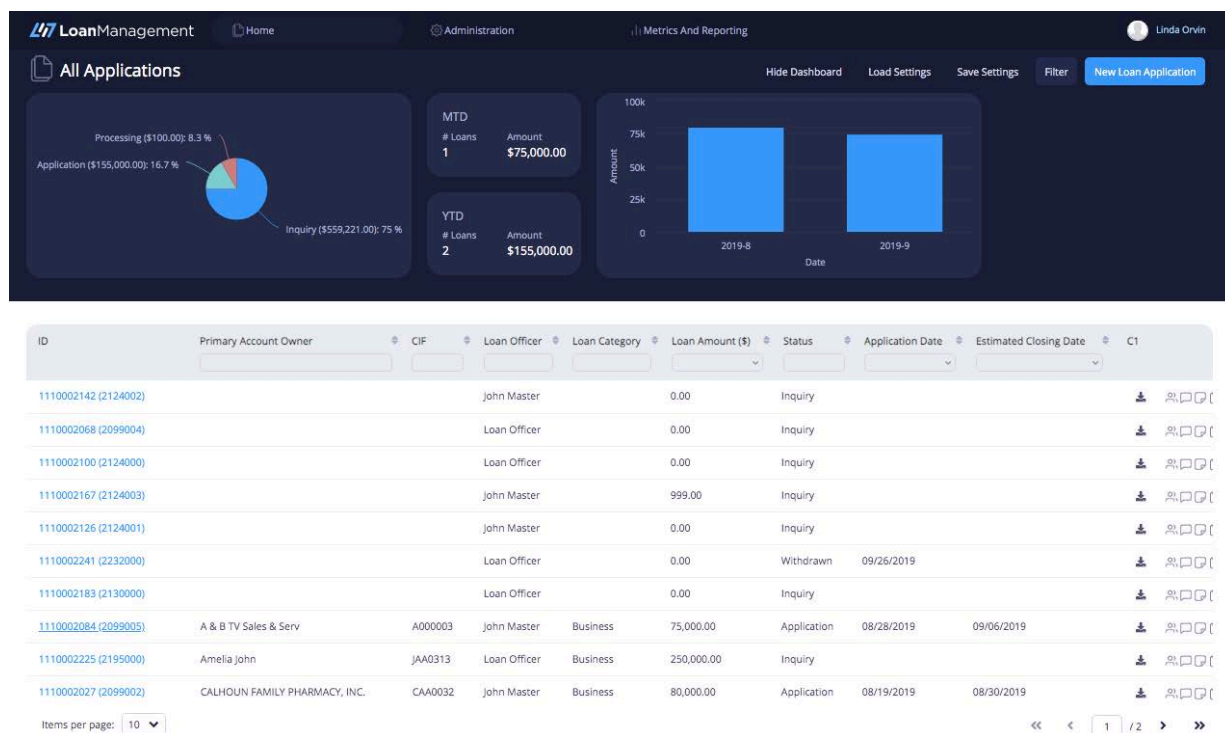 LoanManagement Home Administration Metrics And Reporting Linda Orvin
All Applications Hide Dashboard Load Settings Save Settings Filter New Loan Application
Processing ($100.00): 8.3 %
Application ($155,000.00): 16.7 %
Inquiry ($559,221.00): 75 %
MTD
# Loans Amount
1 $75,000.00
YTD
# Loans Amount
2 $155,000.00
100k
75k
50k
25k
0
Amount
2019-8 2019-9
Date
ID Primary Account Owner CIF Loan Officer Loan Category Loan Amount ($) Status Application Date Estimated Closing Date C1
1110002142 (2124002) John Master 0.00 Inquiry
1110002068 (2099004) Loan Officer 0.00 Inquiry
1110002100 (2124000) Loan Officer 0.00 Inquiry
1110002167 (2124003) John Master 999.00 Inquiry
1110002126 (2124001) John Master 0.00 Inquiry
1110002241 (2232000) Loan Officer 0.00 Withdrawn 09/26/2019
1110002183 (2130000) Loan Officer 0.00 Inquiry
1110002084 (2099005) A & B TV Sales & Serv A000003 John Master Business 75,000.00 Application 08/28/2019 09/06/2019
1110002225 (2195000) Amelia John JAA0313 Loan Officer Business 250,000.00 Inquiry
1110002027 (2099002) CALHOUN FAMILY PHARMACY, INC. CAA0032 John Master Business 80,000.00 Application 08/19/2019 08/30/2019
Items per page: 10 1 / 2